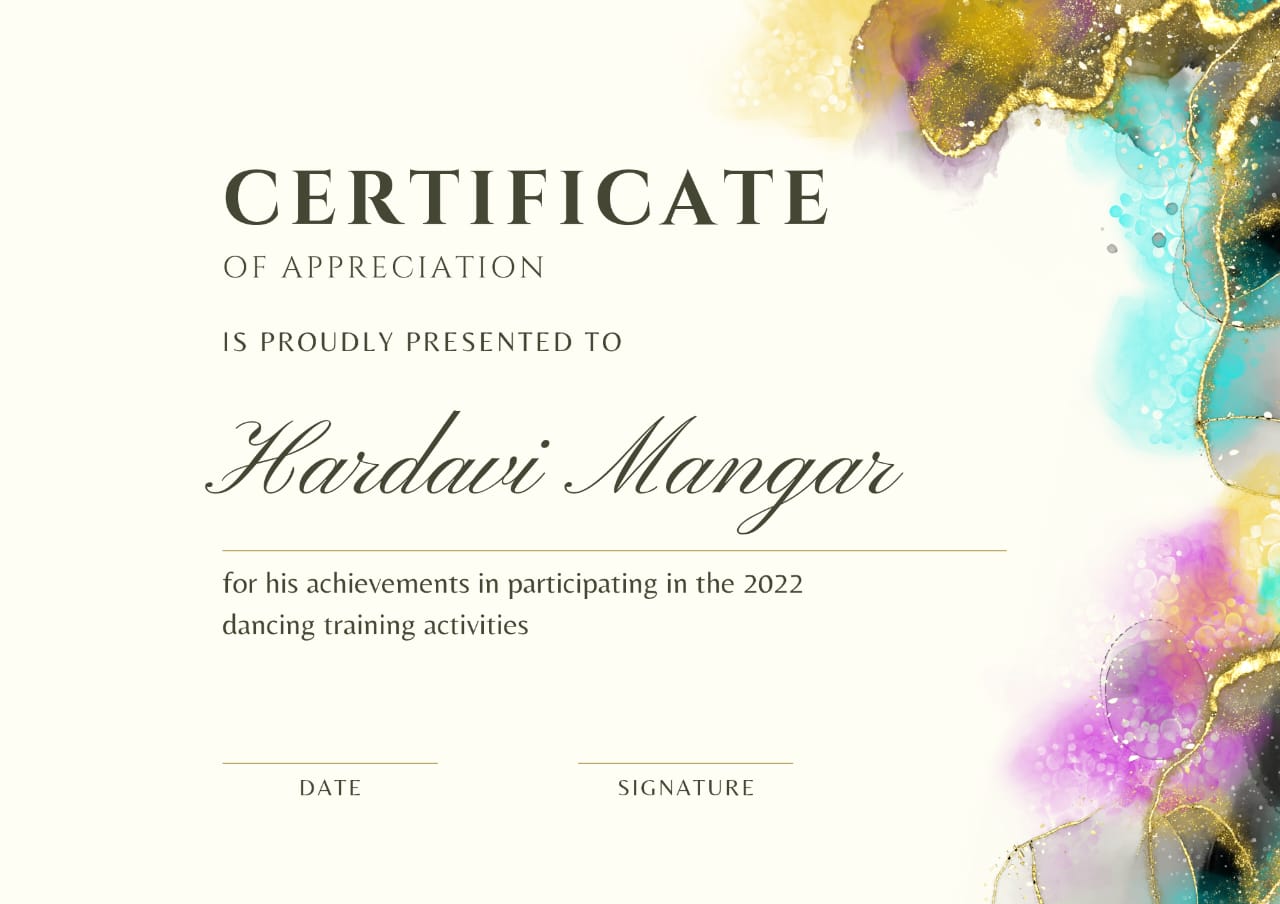 CERTIFICATE
OF APPRECIATION
IS PROUDLY PRESENTED TO
Hardavi Mangar
for his achievements in participating in the 2022
dancing training activities
DATE
SIGNATURE